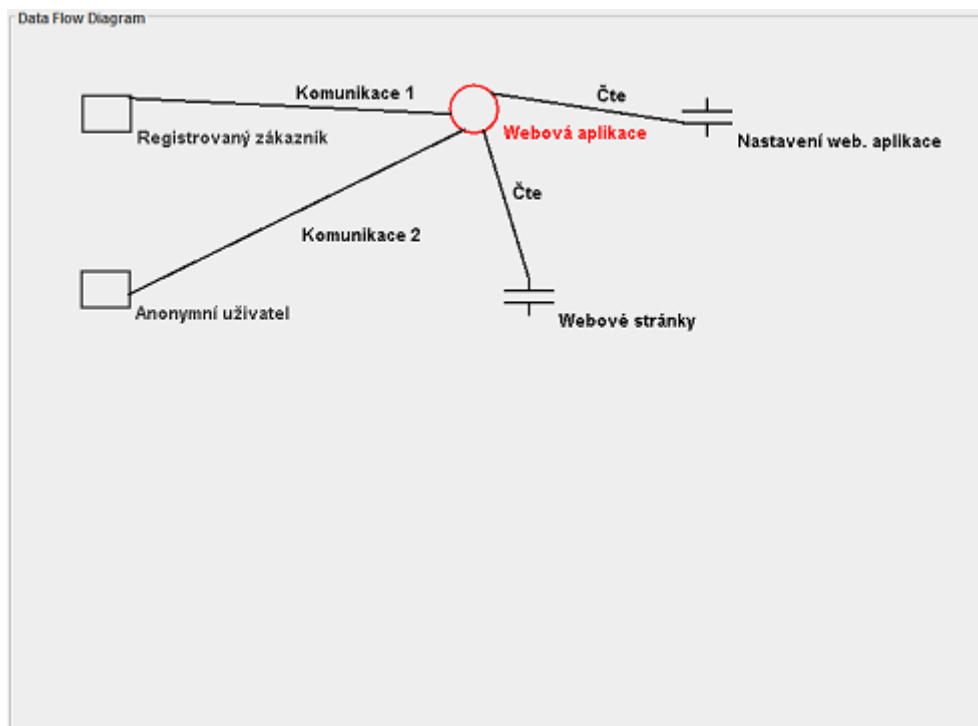 Data Flow Diagram
Komunikace 1
Čte
Registrovaný zákazník
Webová aplikace
Nastavení web. aplikace
Čte
Komunikace 2
Anonymní uživatel
Webové stránky